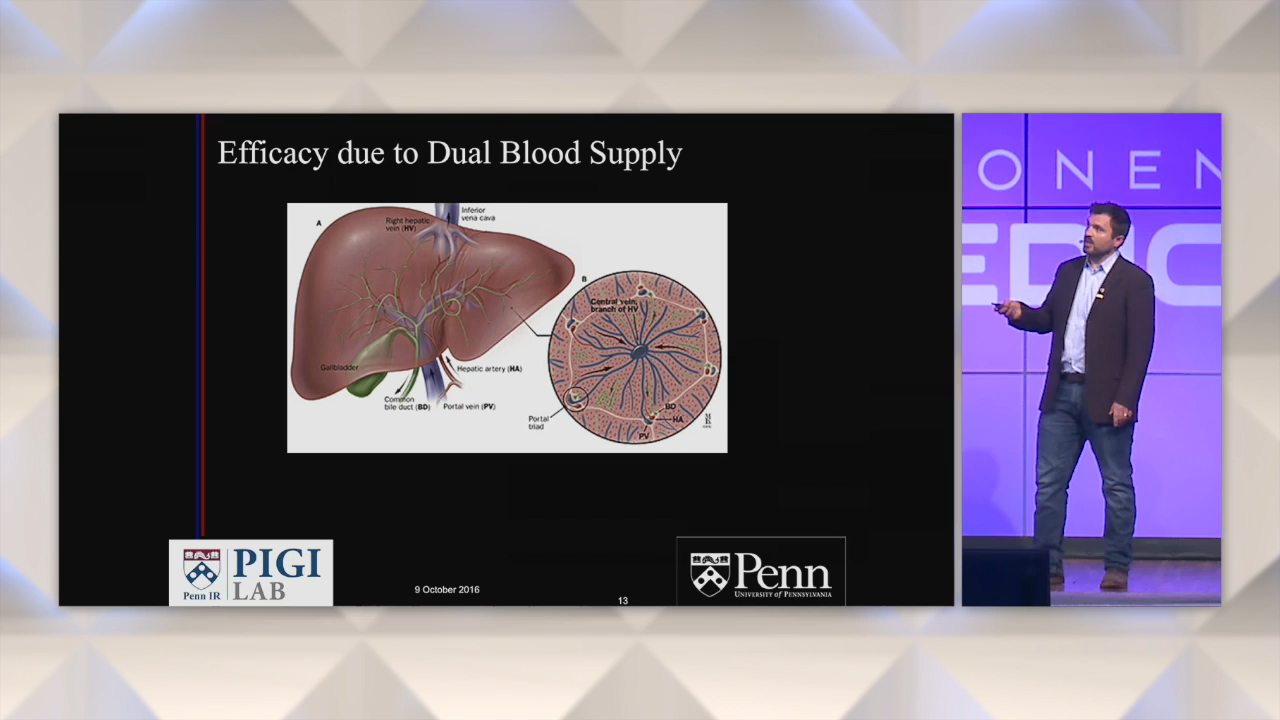 Efficacy due to Dual Blood Supply
A
Right hepatic
vein (HV)
Inferior
vena cava
B
Central vein,
branch of HV
Gallbladder
Hepatic artery (HA)
Common
bile duct (BD)
Portal vein (PV)
Portal
triad
BD
HA
PV
PIGI
LAB
Penn IR
9 October 2016
13
Penn
UNIVERSITY OF PENNSYLVANIA
ONEN
EDIC